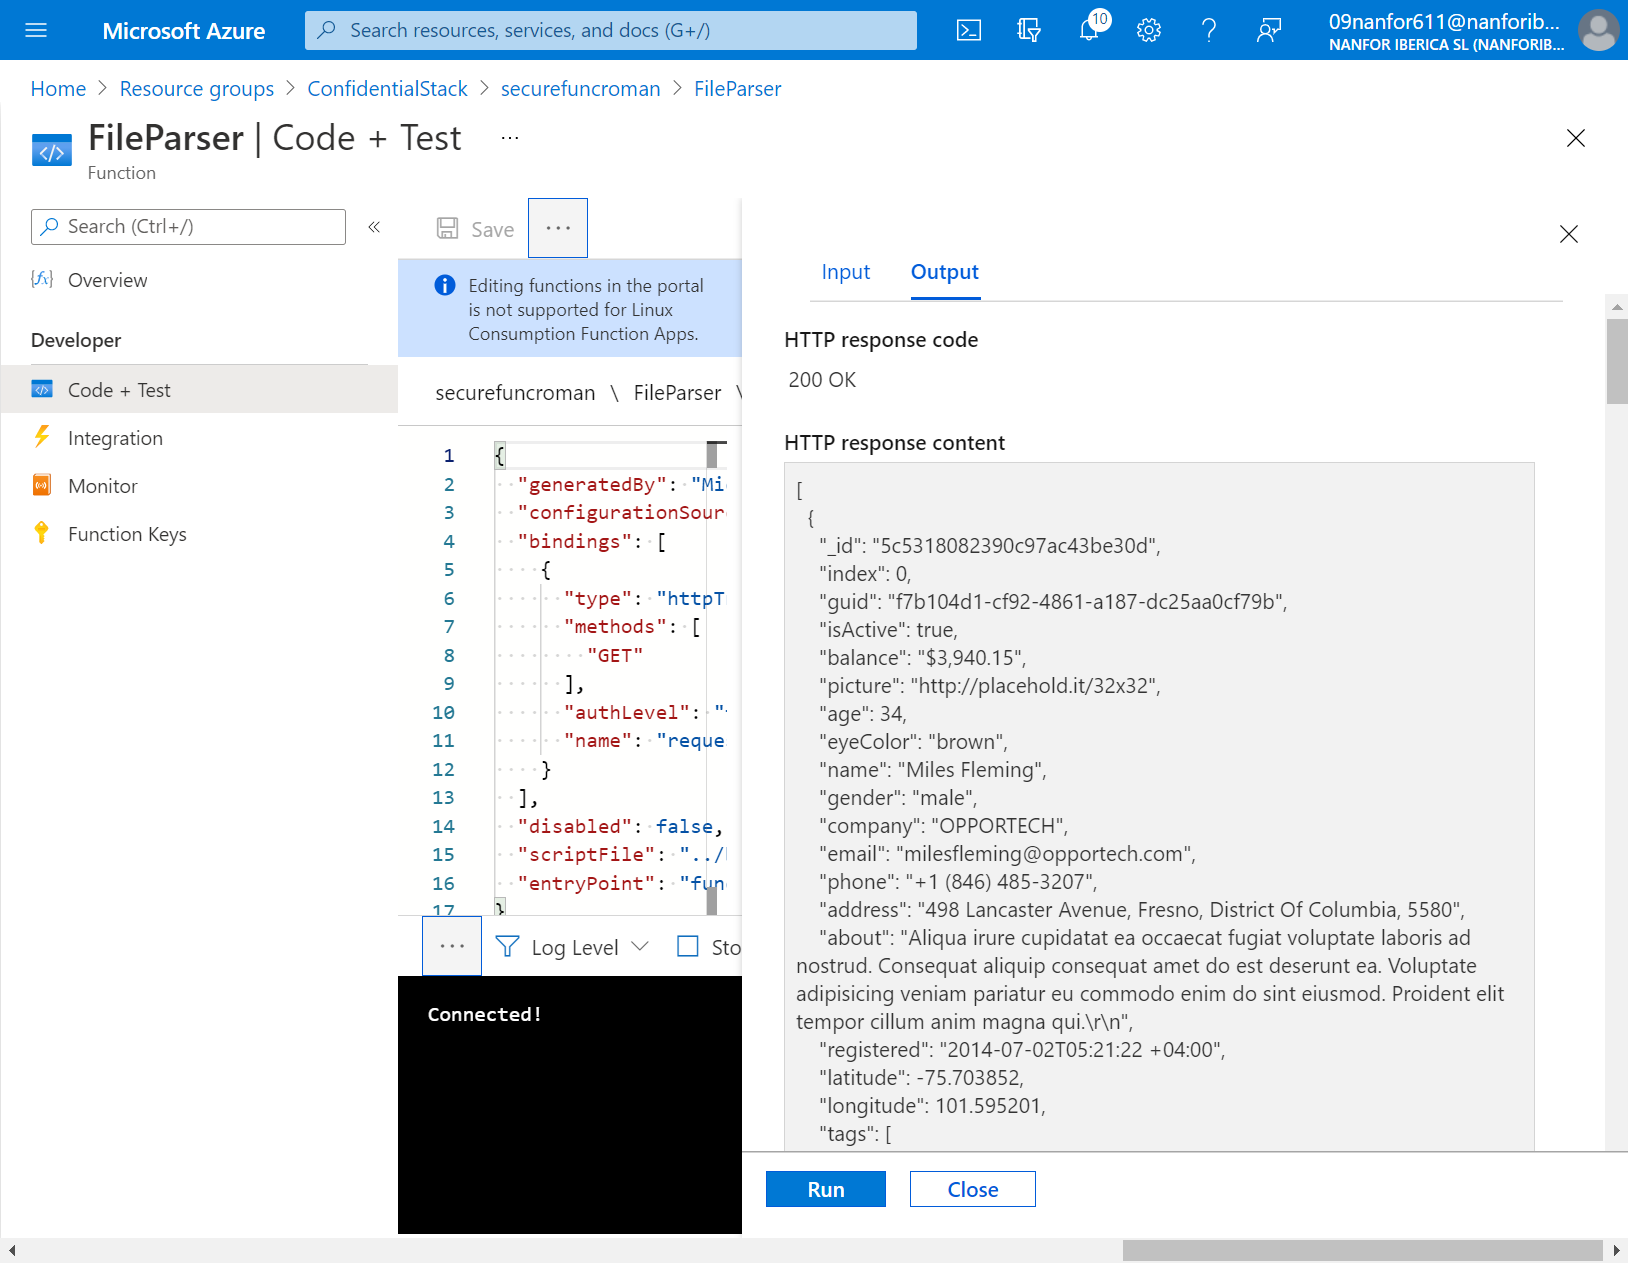 Microsoft Azure
Search resources, services, and docs (G+/)
10
09nanfor611@nanforib...
NANFOR IBERICA SL (NANFORIB...
Home > Resource groups > ConfidentialStack > securefuncroman > FileParser
FileParser | Code + Test ...
Function
Search (Ctrl+/)
«
Overview
Developer
Code + Test
Integration
Monitor
Function Keys
Save
...
Editing functions in the portal
is not supported for Linux
Consumption Function Apps.
securefuncroman \ FileParser \
1 {
2 "generatedBy": "Mi
3 "configurationSour
4 "bindings": [
5 {
6 "type": "httpT
7 "methods": [
8 "GET"
9 ],
10 "authLevel": "
11 "name": "reque
12 }
13 ],
14 "disabled": false,
15 "scriptFile": "../
16 "entryPoint": "fun
17 }
...
Log Level
Sto
Connected!
Input
Output
HTTP response code
200 OK
HTTP response content
[
{
"_id": "5c5318082390c97ac43be30d",
"index": 0,
"guid": "f7b104d1-cf92-4861-a187-dc25aa0cf79b",
"isActive": true,
"balance": "$3,940.15",
"picture": "http://placehold.it/32x32",
"age": 34,
"eyeColor": "brown",
"name": "Miles Fleming",
"gender": "male",
"company": "OPPORTECH",
"email": "milesfleming@opportech.com",
"phone": "+1 (846) 485-3207",
"address": "498 Lancaster Avenue, Fresno, District Of Columbia, 5580",
"about": "Aliqua irure cupidatat ea occaecat fugiat voluptate laboris ad
nostrud. Consequat aliquip consequat amet do est deserunt ea. Voluptate
adipisicing veniam pariatur eu commodo enim do sint eiusmod. Proident elit
tempor cillum anim magna qui.\r\n",
"registered": "2014-07-02T05:21:22 +04:00",
"latitude": -75.703852,
"longitude": 101.595201,
"tags": [
Run
Close